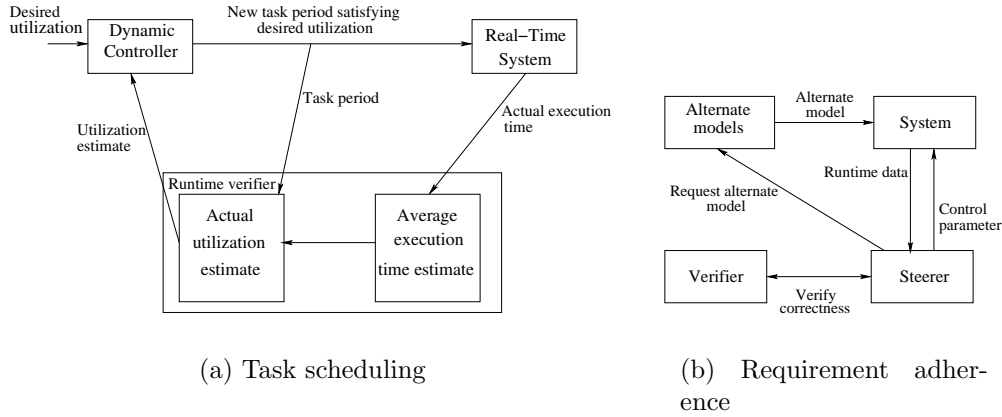 Desired
utilization
Dynamic
Controller
New task period satisfying
desired utilization
Real-Time
System
Task period
Actual execution
time
Utilization
estimate
Runtime verifier
Actual
utilization
estimate
Average
execution
time estimate
(a) Task scheduling
Alternate
models
Alternate
model
System
Runtime data
Request alternate
model
Control
parameter
Verifier
Steerer
Verify
correctness
(b) Requirement adher-
ence